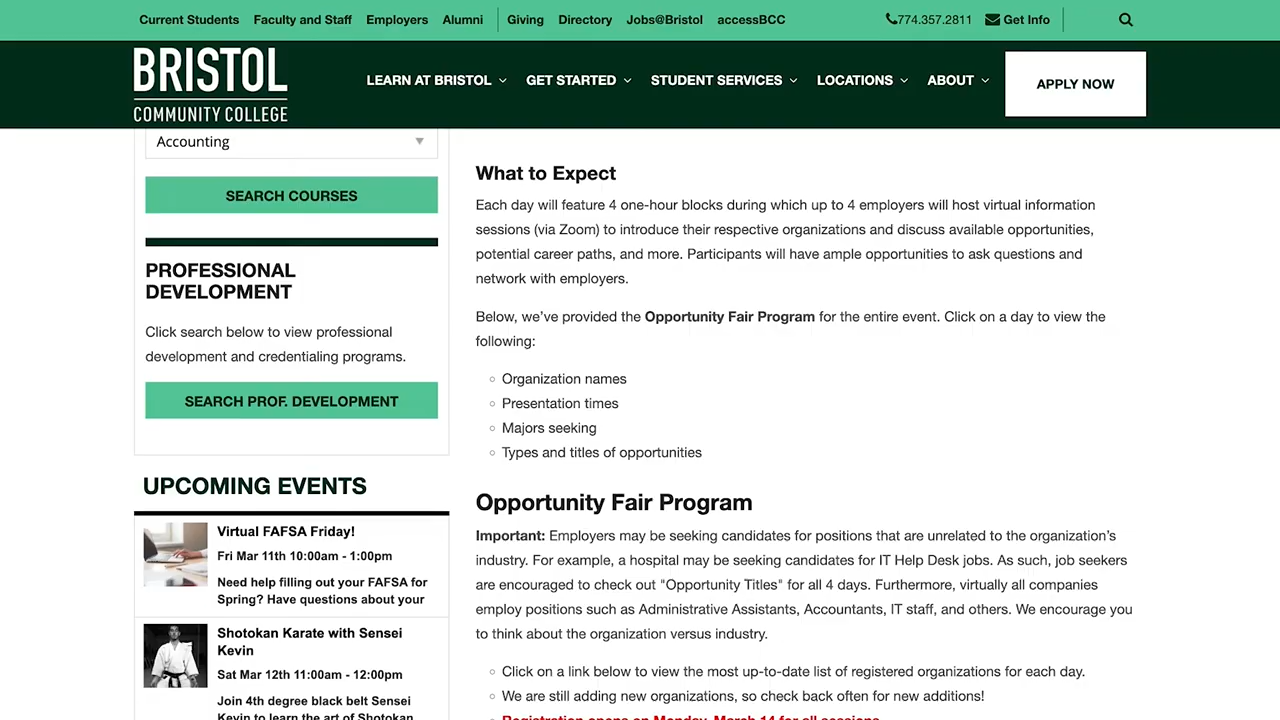 Current Students Faculty and Staff Employers Alumni Giving Directory Jobs@Bristol accessBCC 774.357.2811 Get Info
BRISTOL
COMMUNITY COLLEGE
LEARN AT BRISTOL GET STARTED STUDENT SERVICES LOCATIONS ABOUT APPLY NOW
Accounting
SEARCH COURSES
PROFESSIONAL
DEVELOPMENT
Click search below to view professional
development and credentialing programs.
SEARCH PROF. DEVELOPMENT
UPCOMING EVENTS
Virtual FAFSA Friday!
Fri Mar 11th 10:00am - 1:00pm
Need help filling out your FAFSA for
Spring? Have questions about your
Shotokan Karate with Sensei
Kevin
Sat Mar 12th 11:00am - 12:00pm
Join 4th degree black belt Sensei
Kevin to learn the art of Shotokan
What to Expect
Each day will feature 4 one-hour blocks during which up to 4 employers will host virtual information
sessions (via Zoom) to introduce their respective organizations and discuss available opportunities,
potential career paths, and more. Participants will have ample opportunities to ask questions and
network with employers.
Below, we’ve provided the Opportunity Fair Program for the entire event. Click on a day to view the
following:
Organization names
Presentation times
Majors seeking
Types and titles of opportunities
Opportunity Fair Program
Important: Employers may be seeking candidates for positions that are unrelated to the organization’s
industry. For example, a hospital may be seeking candidates for IT Help Desk jobs. As such, job seekers
are encouraged to check out "Opportunity Titles" for all 4 days. Furthermore, virtually all companies
employ positions such as Administrative Assistants, Accountants, IT staff, and others. We encourage you
to think about the organization versus industry.
Click on a link below to view the most up-to-date list of registered organizations for each day.
We are still adding new organizations, so check back often for new additions!
Registration opens on Monday, March 14 for all sessions